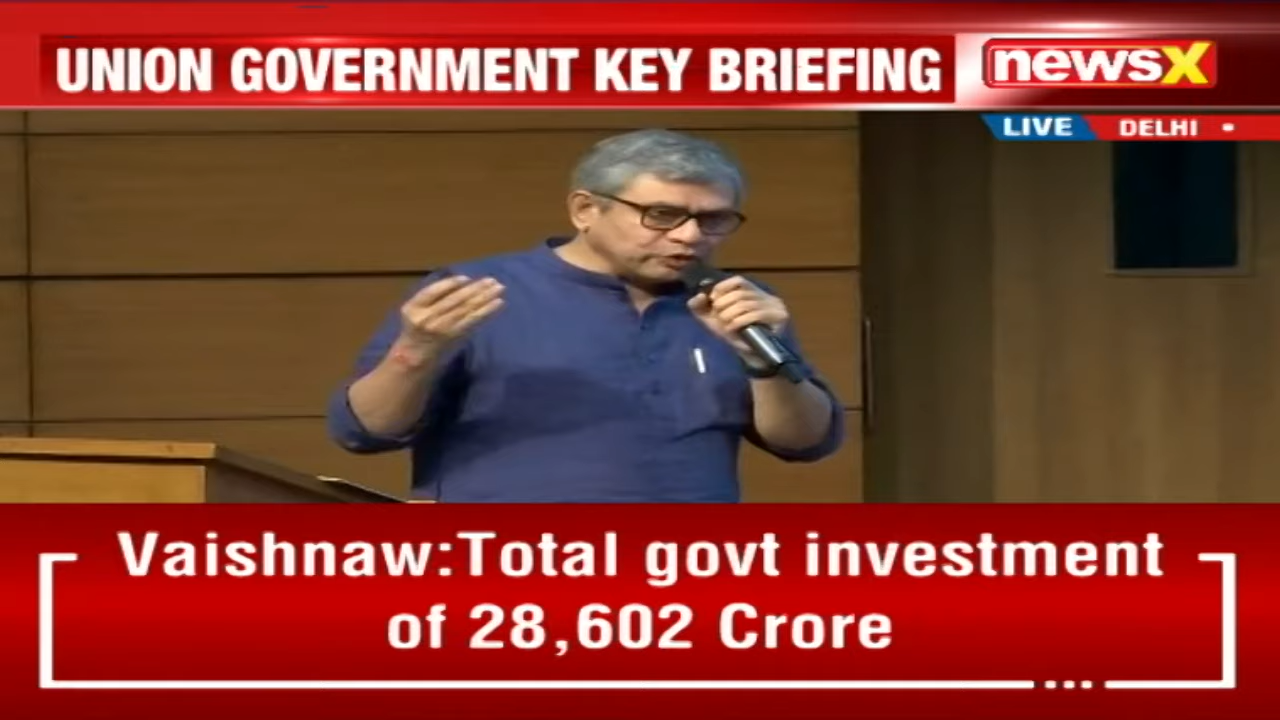 UNION GOVERNMENT KEY BRIEFING
newsX
LIVE DELHI
Vaishnaw:Total govt investment
of 28,602 Crore